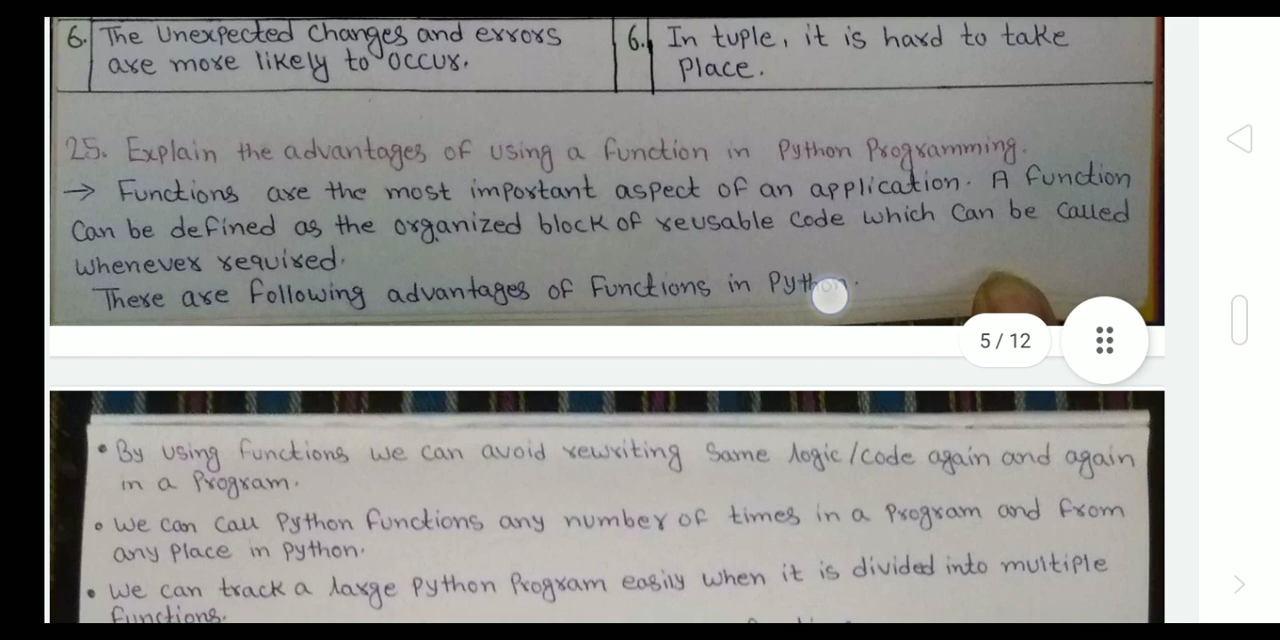 6. The Unexpected changes and errors
are more likely to occur.
6. In tuple, it is hard to take
Place.
25. Explain the advantages of using a function in Python Programming.
→ Functions are the most important aspect of an application. A function
Can be defined as the organized block of reusable code which can be called
whenever required.
There are following advantages of Functions in Python.
5 / 12
• By using functions we can avoid rewriting same logic/code again and again
in a Program.
• we can call Python functions any number of times in a Program and from
any place in python.
• we can track a large python Program easily when it is divided into multiple
functions.